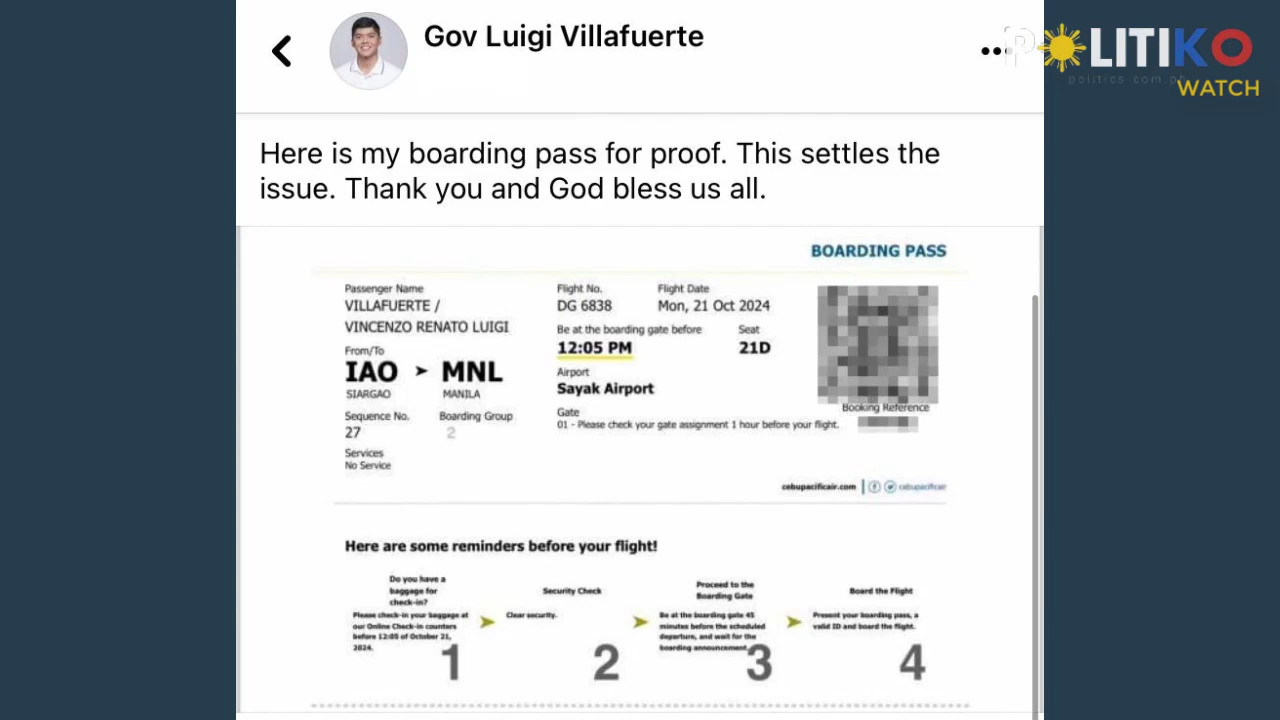 Gov Luigi Villafuerte
POLITIKO
politics.com.ph
WATCH
Here is my boarding pass for proof. This settles the
issue. Thank you and God bless us all.
BOARDING PASS
Passenger Name
VILLAFUERTE /
VINCENZO RENATO LUIGI
From/To
IAO MNL
SIARGAO MANILA
Sequence No. Boarding Group
27 2
Services
No Service
Flight No. Flight Date
DG 6838 Mon, 21 Oct 2024
Be at the boarding gate before Seat
12:05 PM 21D
Airport
Sayak Airport
Gate
01 - Please check your gate assignment 1 hour before your flight.
Booking Reference
cebupacificair.com cebupacificair
Here are some reminders before your flight!
Do you have a
baggage for
check-in?
Please check-in your baggage at
our Online Check-in counters
before 12:05 of October 21,
2024.
1
Security Check
Clear security.
2
Proceed to the
Boarding Gate
Be at the boarding gate 45
minutes before the scheduled
departure, and wait for the
boarding announcement.
3
Board the Flight
Present your boarding pass, a
valid ID and board the flight.
4